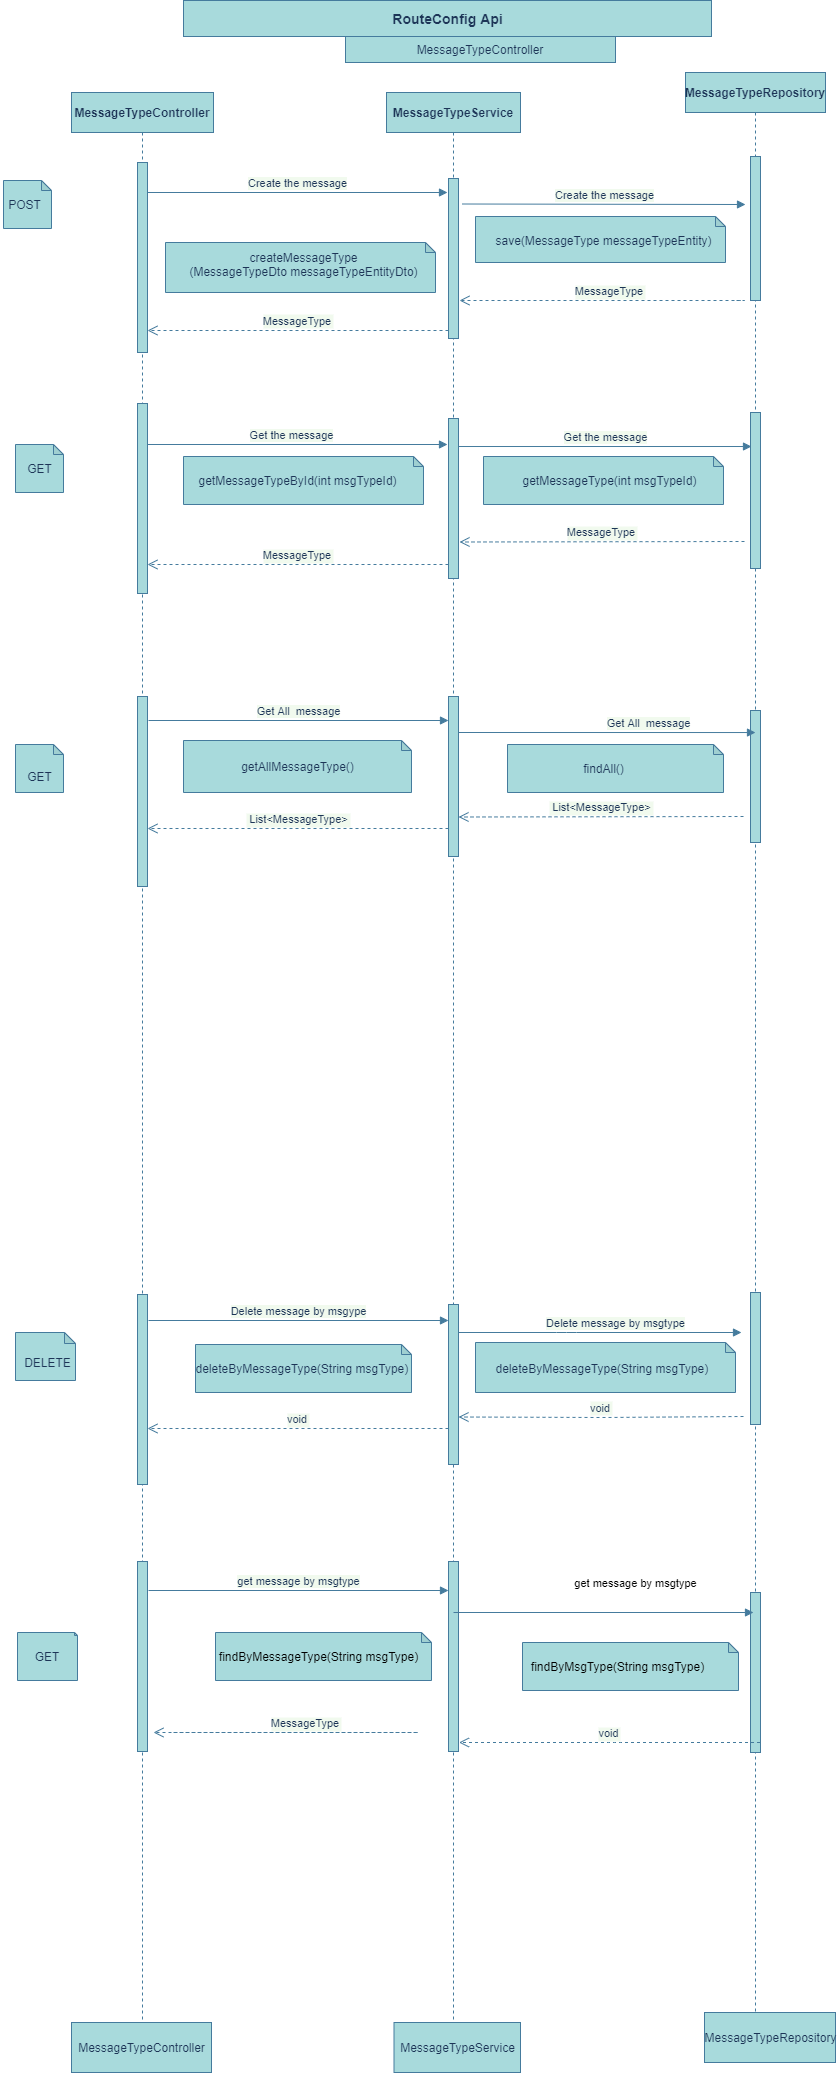 RouteConfig Api
MessageTypeController
MessageTypeController
MessageTypeService
MessageTypeRepository
POST
Create the message
Create the message
createMessageType
(MessageTypeDto messageTypeEntityDto)
save(MessageType messageTypeEntity)
MessageType
MessageType
GET
Get the message
Get the message
getMessageTypeById(int msgTypeId)
getMessageType(int msgTypeId)
MessageType
MessageType
GET
Get All  message
Get All  message
getAllMessageType()
findAll()
List<MessageType>
List<MessageType>
DELETE
Delete message by msgype
Delete message by msgtype
deleteByMessageType(String msgType)
deleteByMessageType(String msgType)
void
void
GET
get message by msgtype
get message by msgtype
findByMessageType(String msgType)
findByMsgType(String msgType)
MessageType
void
MessageTypeController
MessageTypeService
MessageTypeRepository